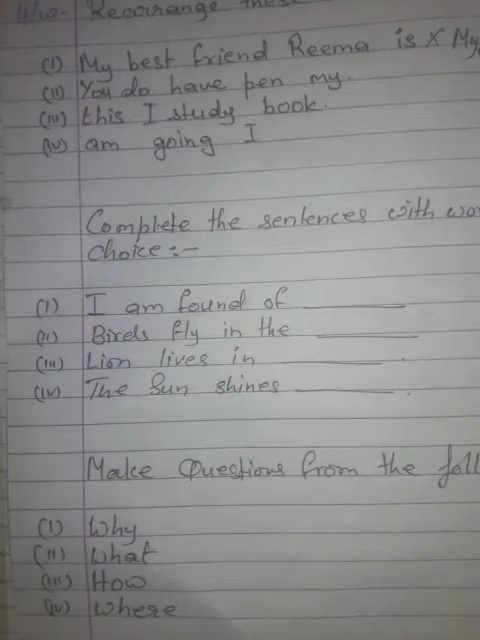 H/w- Rearrange these
(i) My best friend Reema is x My
(ii) You do have pen my.
(iii) this I study book.
(iv) am going I
Complete the sentences with
choice :-
(i) I am found of ______
(ii) Birds fly in the ______
(iii) Lion lives in ______.
(iv) The Sun shines ______.
Make Questions from the
(i) Why
(ii) What
(iii) How
(iv) Where